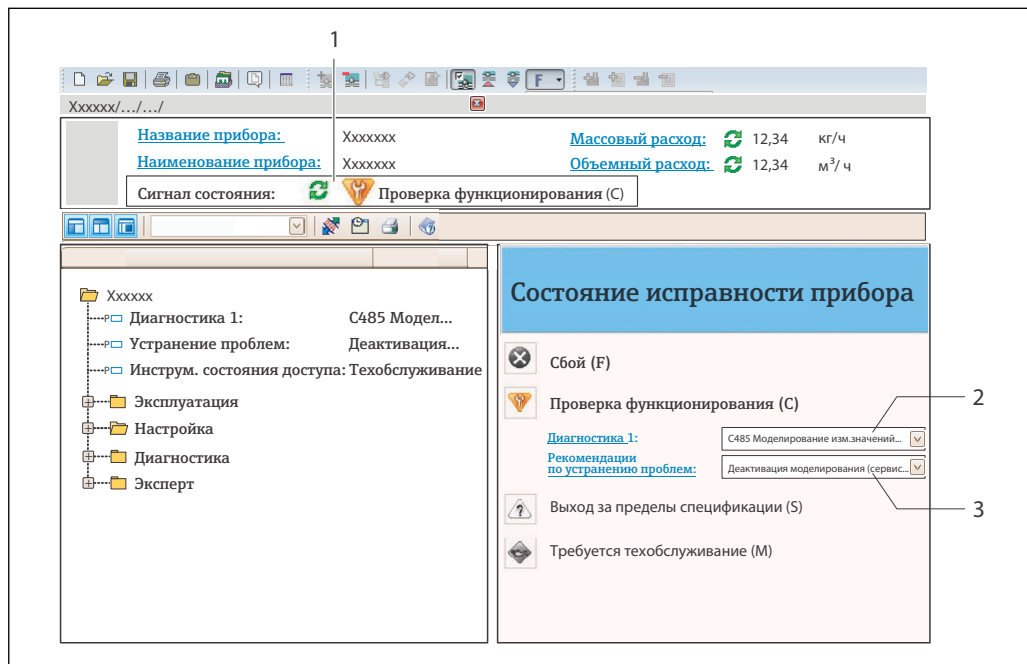 1
F
Xxxxxx/.../.../
Название прибора: Xxxxxxx Массовый расход: 12,34 кг/ч
Наименование прибора: Xxxxxxx Объемный расход: 12,34 м³/ ч
Сигнал состояния: Проверка функционирования (C)
Xxxxxx
P Диагностика 1: C485 Модел...
P Устранение проблем: Деактивация...
P Инструм. состояния доступа: Техобслуживание
Эксплуатация
Настройка
Диагностика
Эксперт
Состояние исправности прибора
Сбой (F)
Проверка функционирования (C)
2
Диагностика 1: C485 Моделирование изм.значений...
Рекомендации
по устранению проблем: Деактивация моделирования (сервис...
3
Выход за пределы спецификации (S)
Требуется техобслуживание (M)